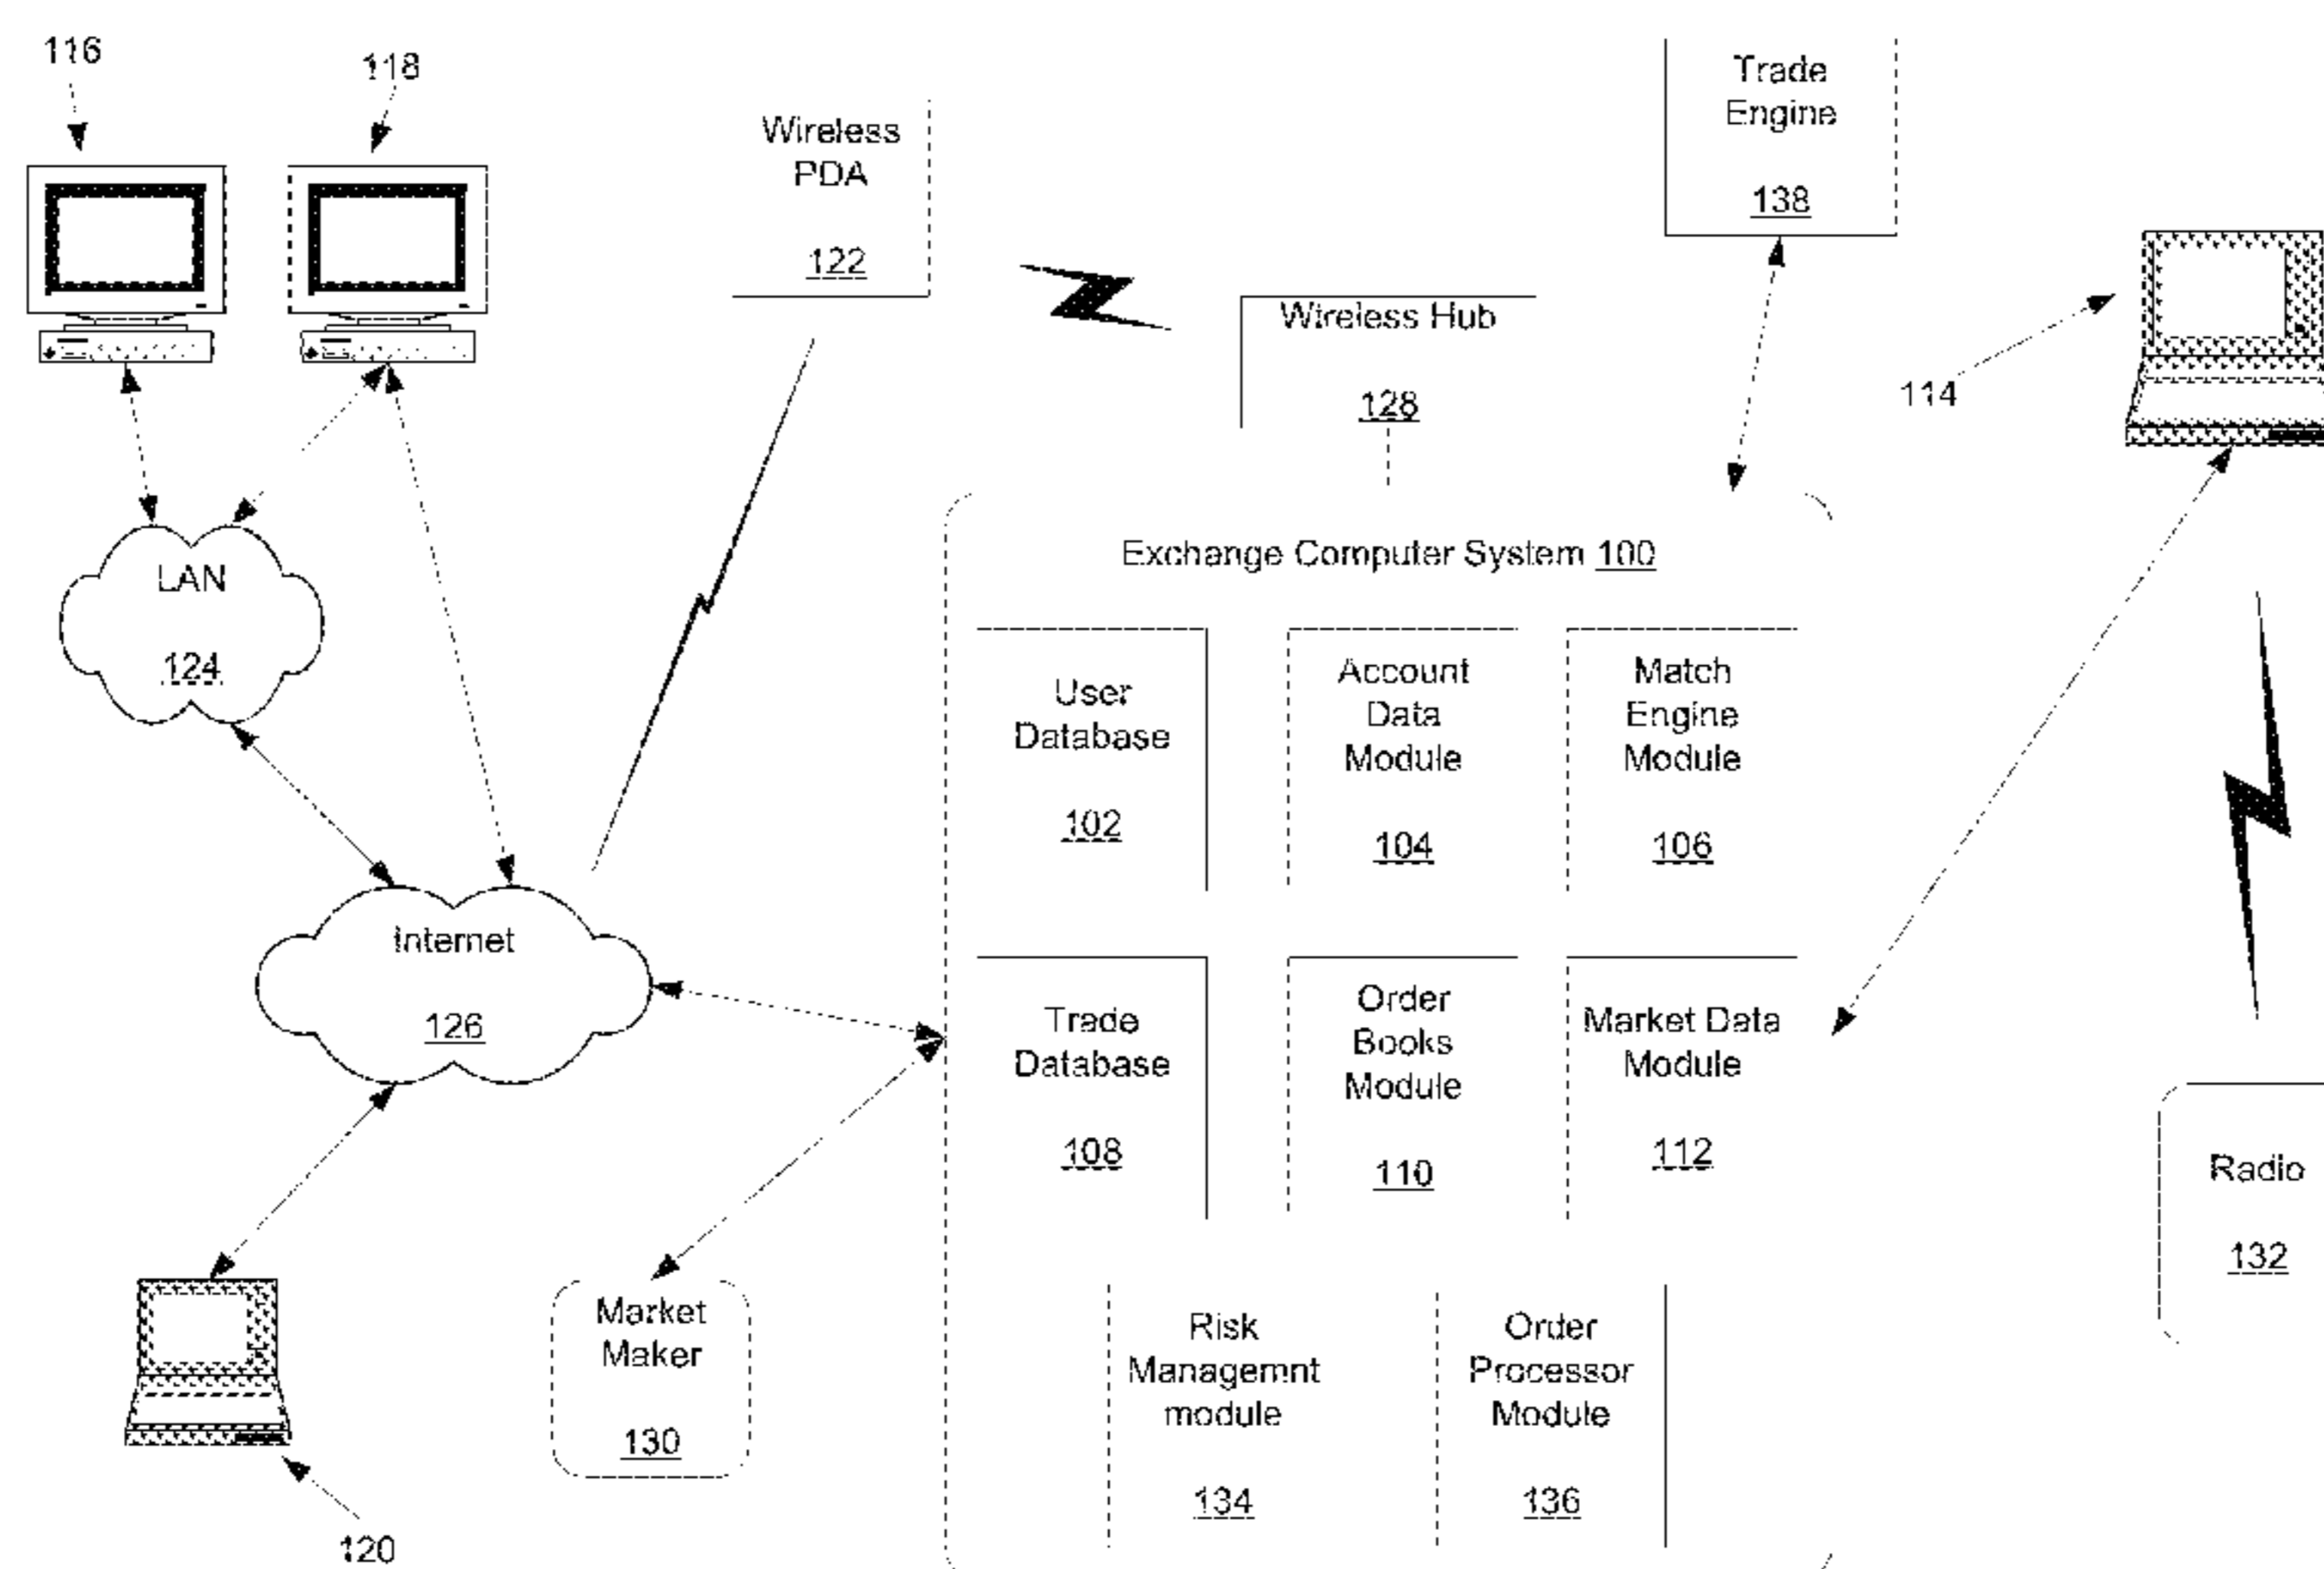 116
118
Wireless
PDA
122
Trade
Engine
138
Wireless Hub
128
114
LAN
124
Exchange Computer System 100
User
Database
102
Account
Data
Module
104
Match
Engine
Module
106
Internet
126
Trade
Database
108
Order
Books
Module
110
Market Data
Module
112
Radio
132
Market
Maker
130
Risk
Managemnt
module
134
Order
Processor
Module
136
120